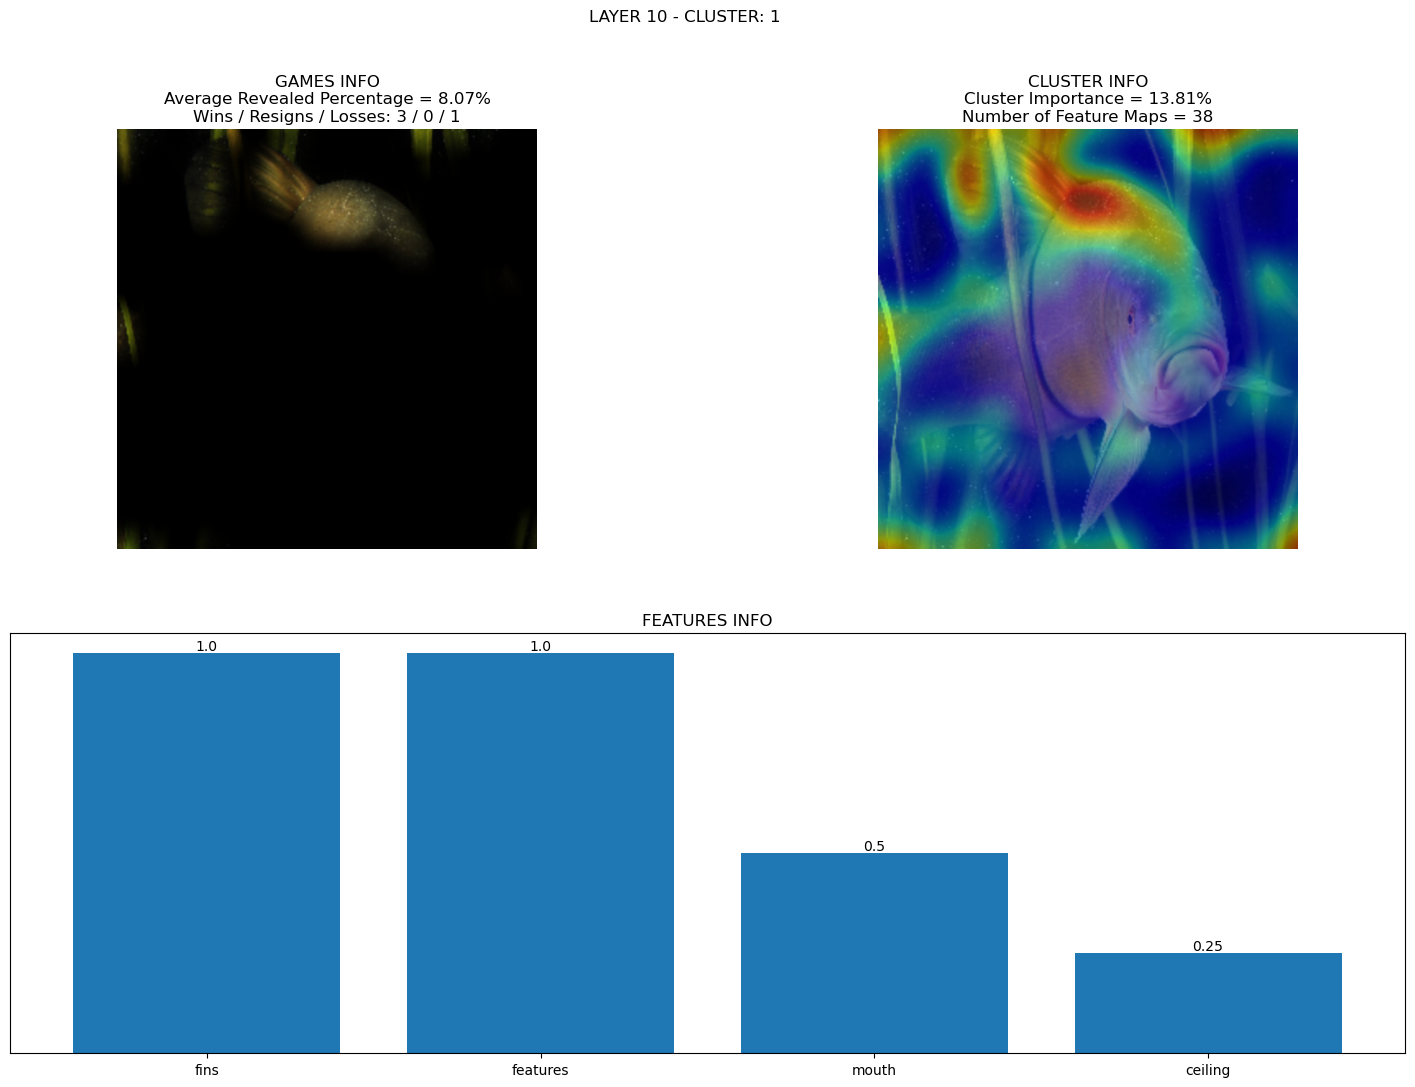 LAYER 10 - CLUSTER: 1
GAMES INFO
Average Revealed Percentage = 8.07%
Wins / Resigns / Losses: 3 / 0 / 1
CLUSTER INFO
Cluster Importance = 13.81%
Number of Feature Maps = 38
FEATURES INFO
1.0
1.0
0.5
0.25
fins
features
mouth
ceiling